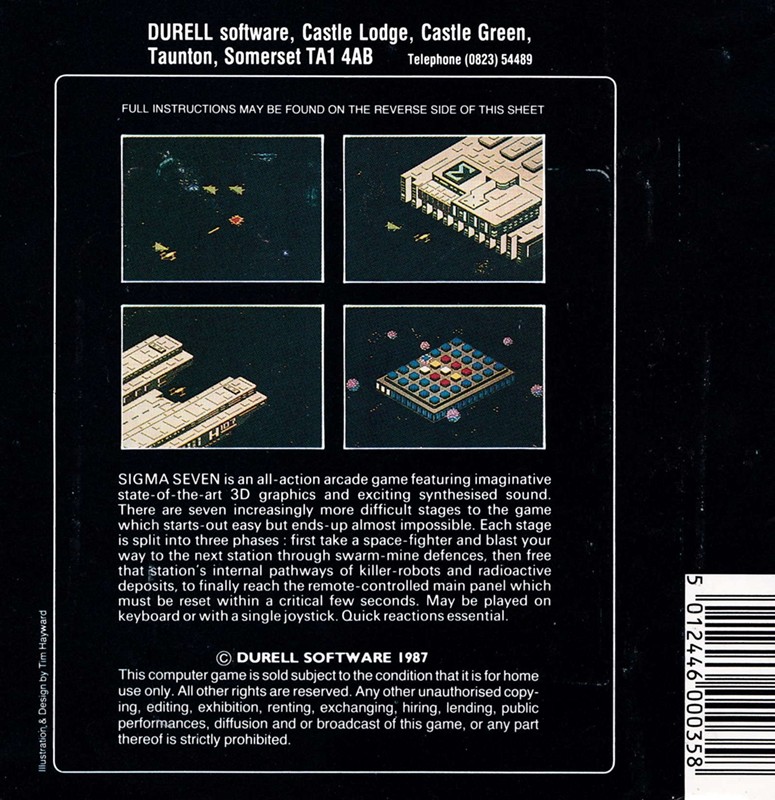 DURELL software, Castle Lodge, Castle Green,
Taunton, Somerset TA1 4AB Telephone (0823) 54489
FULL INSTRUCTIONS MAY BE FOUND ON THE REVERSE SIDE OF THIS SHEET
SIGMA SEVEN is an all-action arcade game featuring imaginative
state-of-the-art 3D graphics and exciting synthesised sound.
There are seven increasingly more difficult stages to the game
which starts-out easy but ends-up almost impossible. Each stage
is split into three phases : first take a space-fighter and blast your
way to the next station through swarm-mine defences, then free
that station's internal pathways of killer-robots and radioactive
deposits, to finally reach the remote-controlled main panel which
must be reset within a critical few seconds. May be played on
keyboard or with a single joystick. Quick reactions essential.
© DURELL SOFTWARE 1987
This computer game is sold subject to the condition that it is for home
use only. All other rights are reserved. Any other unauthorised copy-
ing, editing, exhibition, renting, exchanging, hiring, lending, public
performances, diffusion and or broadcast of this game, or any part
thereof is strictly prohibited.
Illustration & Design by Tim Hayward
5 012446 000358